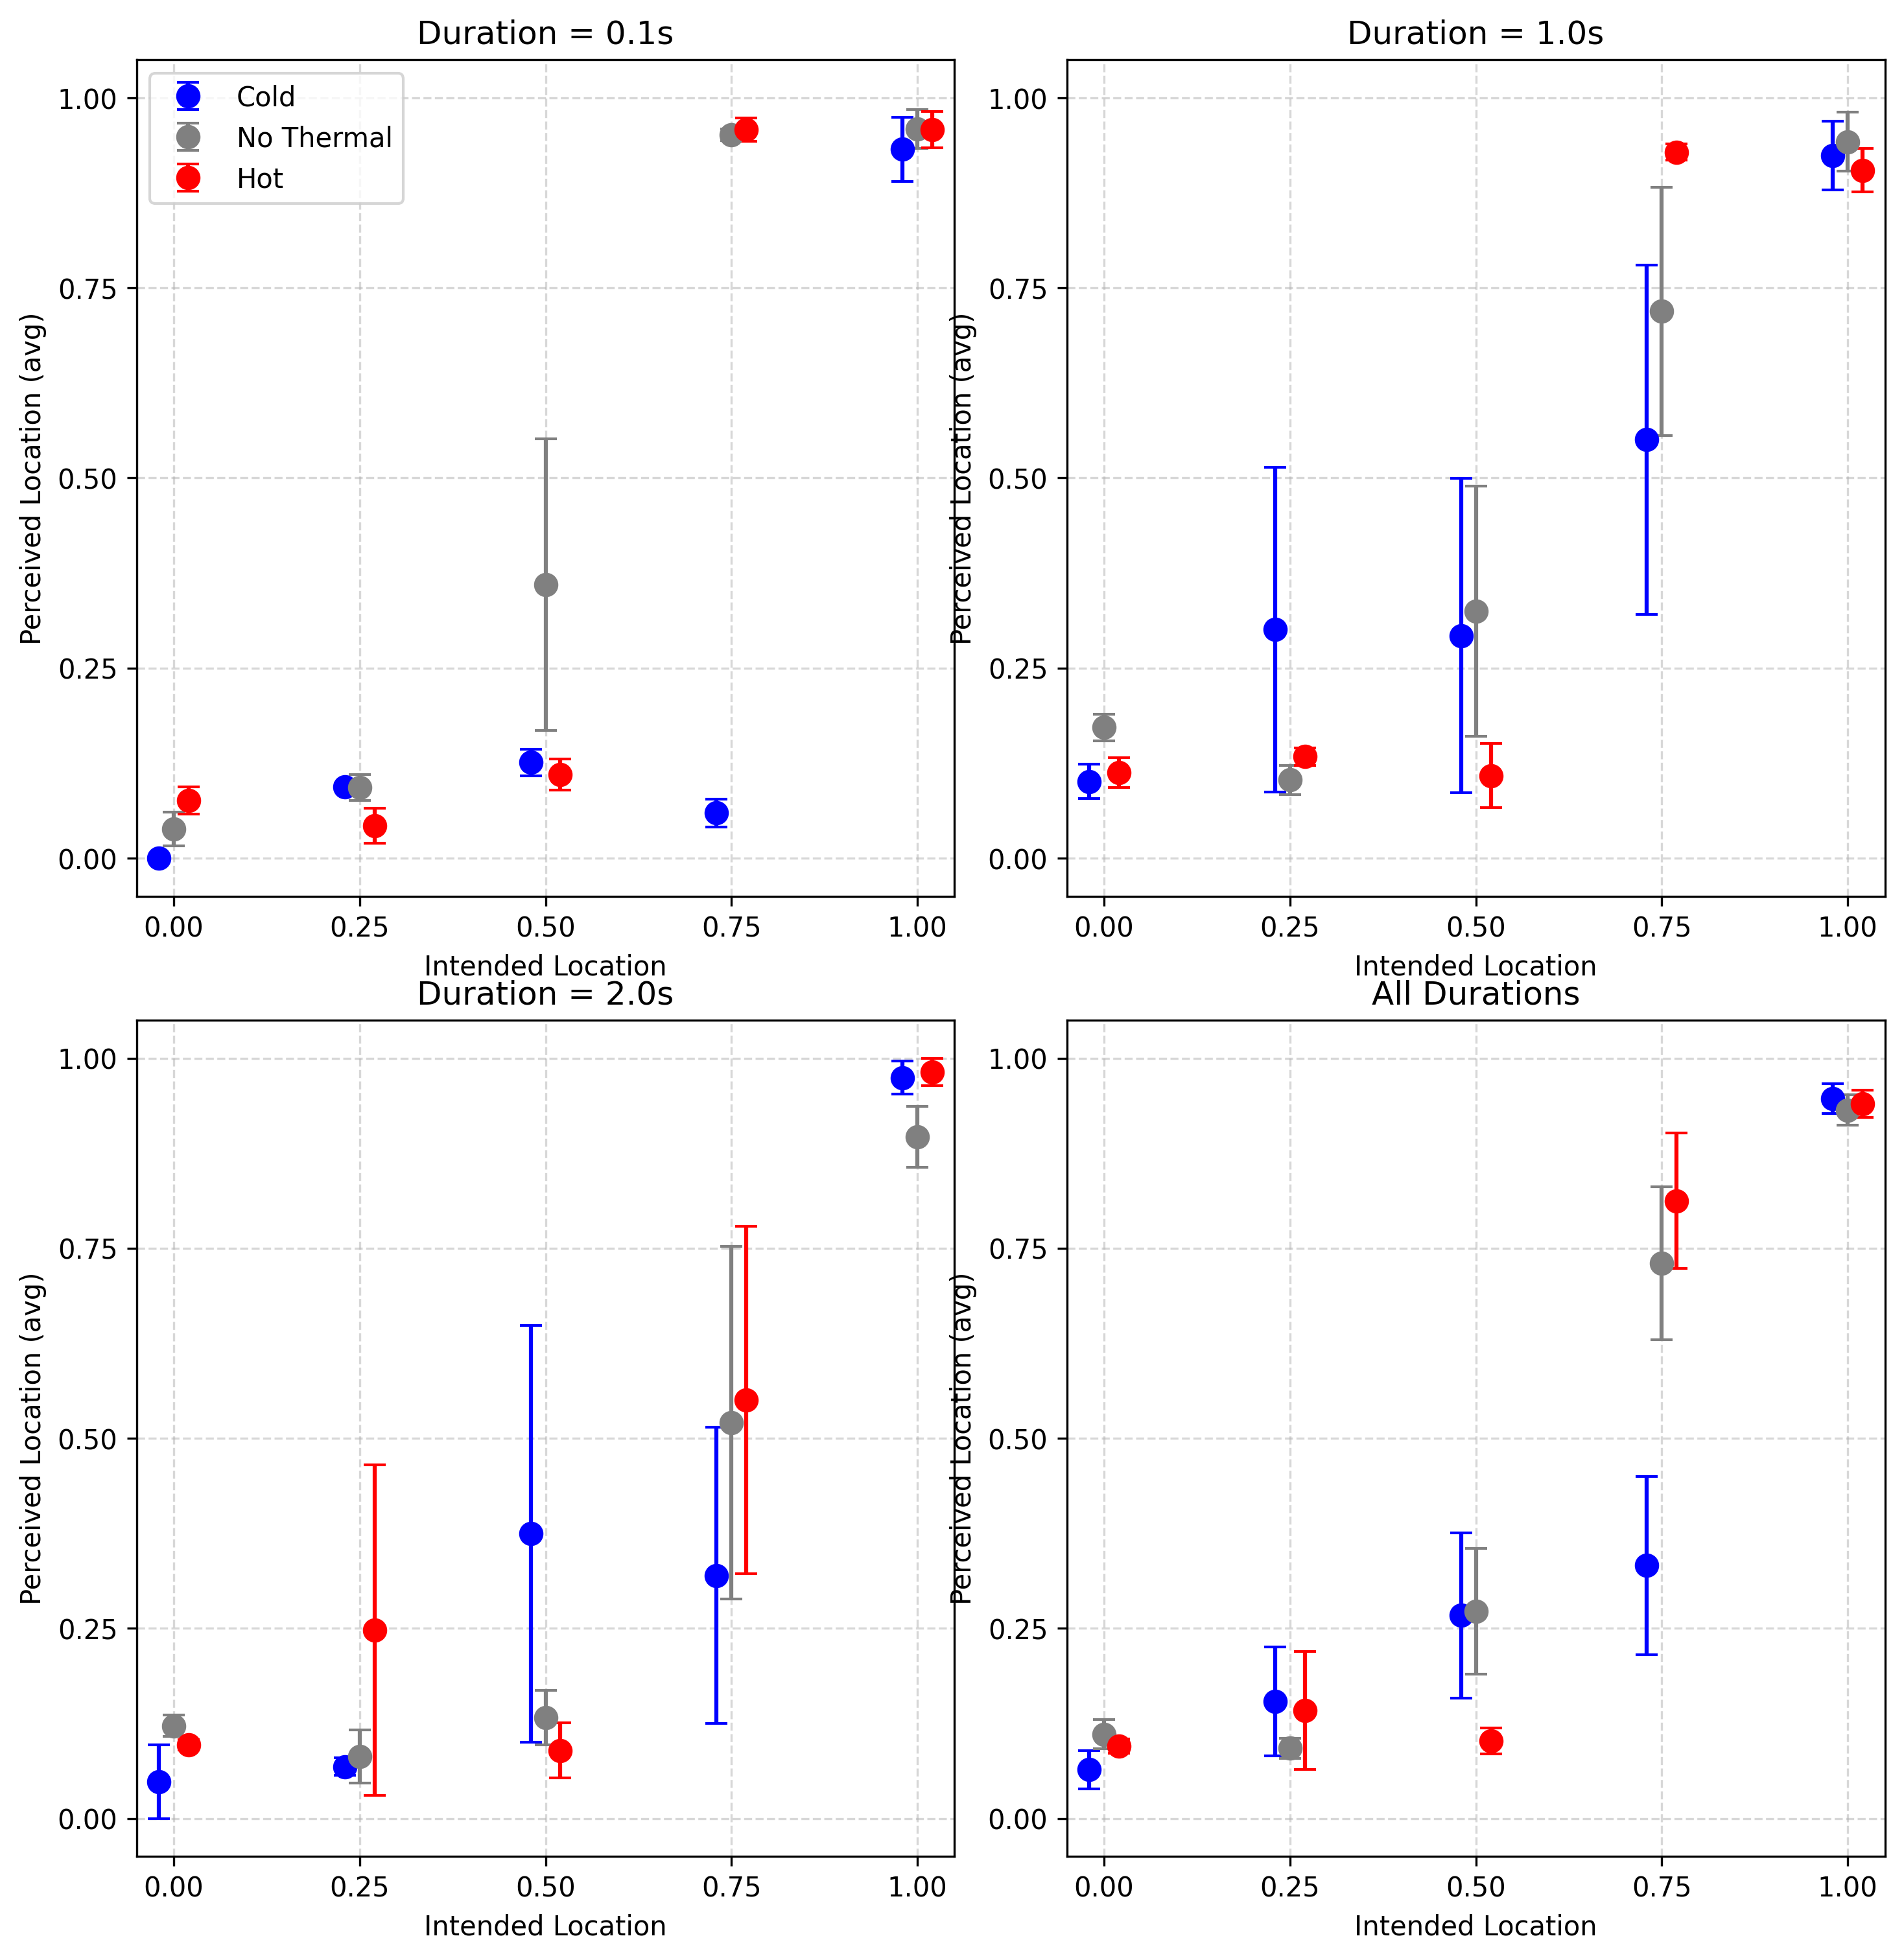 Duration = 0.1s
Cold
No Thermal
Hot
1.00
0.75
0.50
0.25
0.00
Perceived Location (avg)
0.00 0.25 0.50 0.75 1.00
Intended Location
Duration = 1.0s
1.00
0.75
0.50
0.25
0.00
Perceived Location (avg)
0.00 0.25 0.50 0.75 1.00
Intended Location
Duration = 2.0s
1.00
0.75
0.50
0.25
0.00
Perceived Location (avg)
0.00 0.25 0.50 0.75 1.00
Intended Location
All Durations
1.00
0.75
0.50
0.25
0.00
Perceived Location (avg)
0.00 0.25 0.50 0.75 1.00
Intended Location